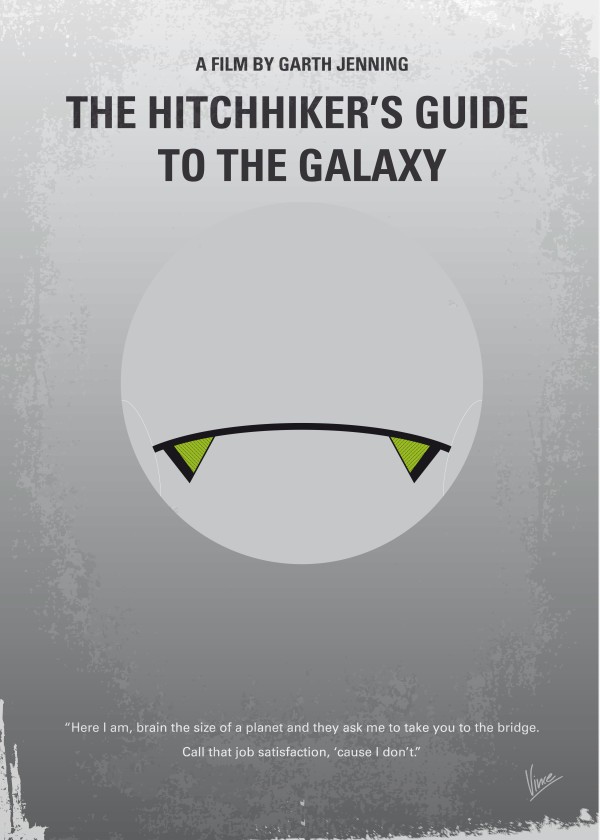 A FILM BY GARTH JENNING
THE HITCHHIKER’S GUIDE
TO THE GALAXY
“Here I am, brain the size of a planet and they ask me to take you to the bridge.
Call that job satisfaction, ‘cause I don’t.”
Vince